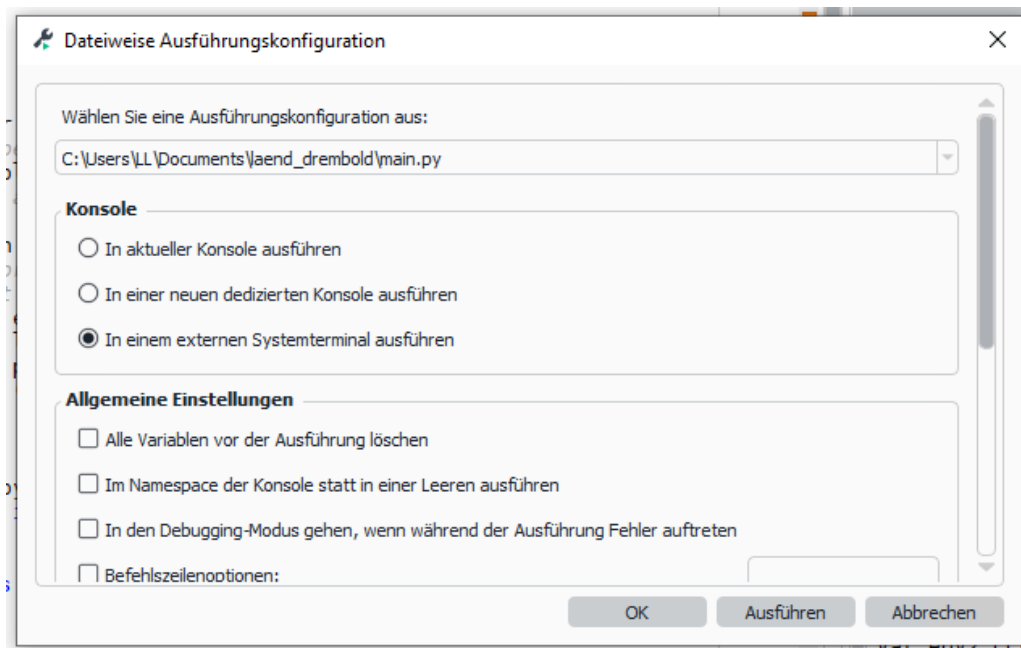 Dateiweise Ausführungskonfiguration
Wählen Sie eine Ausführungskonfiguration aus:
C:\Users\LL\Documents\laend_drembold\main.py
Konsole
In aktueller Konsole ausführen
In einer neuen dedizierten Konsole ausführen
In einem externen Systemterminal ausführen
Allgemeine Einstellungen
Alle Variablen vor der Ausführung löschen
Im Namespace der Konsole statt in einer Leeren ausführen
In den Debugging-Modus gehen, wenn während der Ausführung Fehler auftreten
Befehlszeilenoptionen:
OK Ausführen Abbrechen